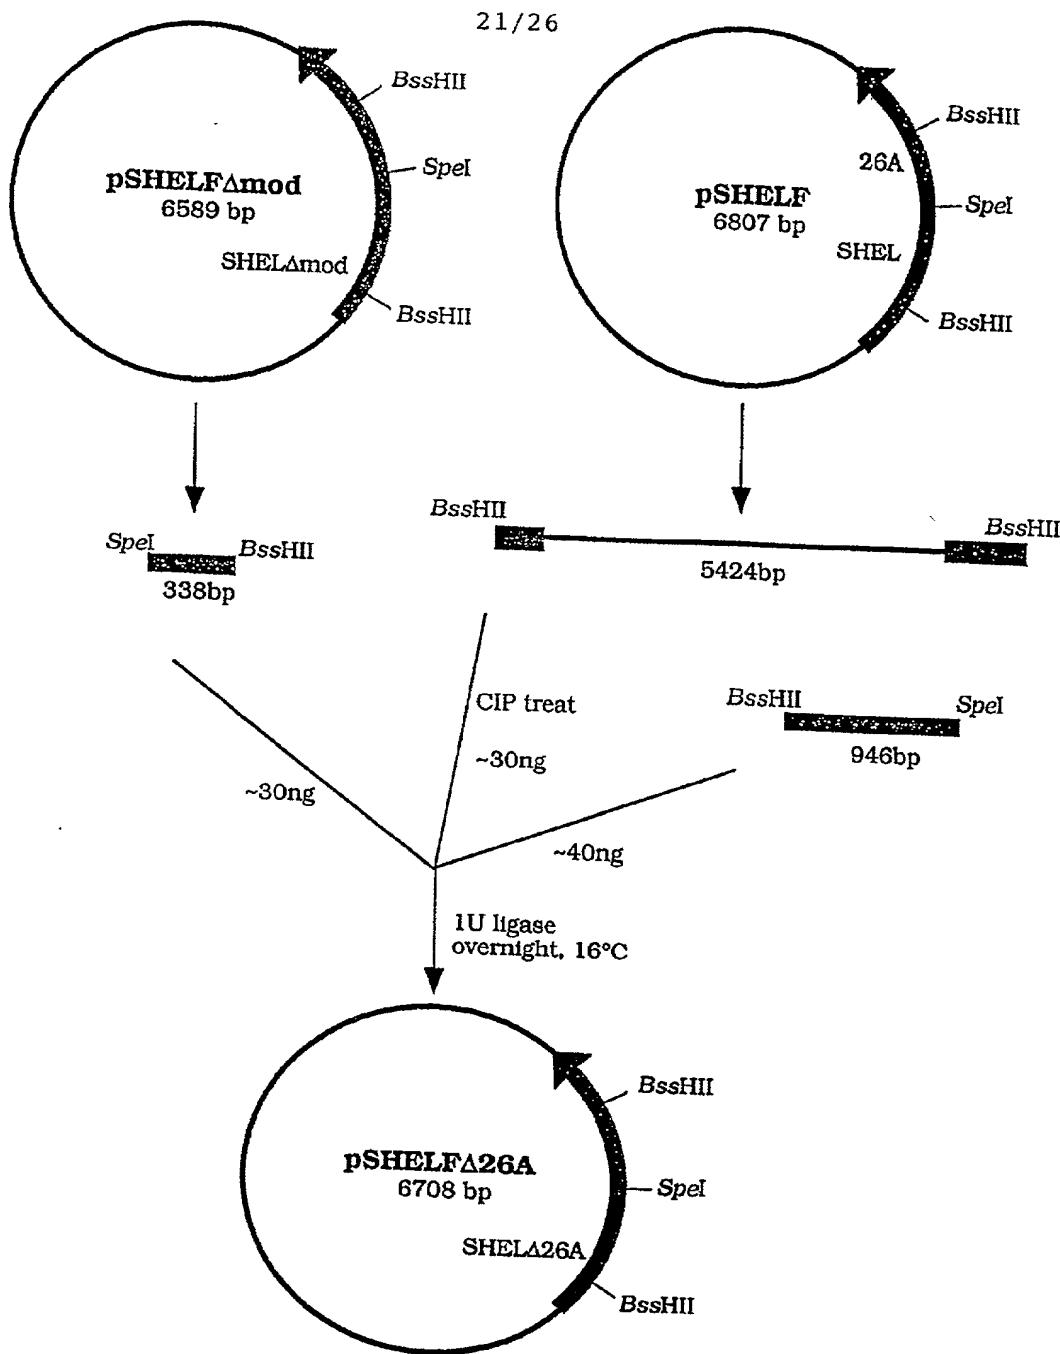 21/26
BssHII
SpeI
pSHELFΔmod
6589 bp
SHELΔmod
BssHII
BssHII
26A
pSHELF
6807 bp
SpeI
SHEL
BssHII
SpeI
BssHII
338bp
BssHII
BssHII
5424bp
CIP treat
~30ng
BssHII
SpeI
946bp
~30ng
~40ng
1U ligase
overnight, 16°C
BssHII
pSHELFΔ26A
6708 bp
SpeI
SHELΔ26A
BssHII